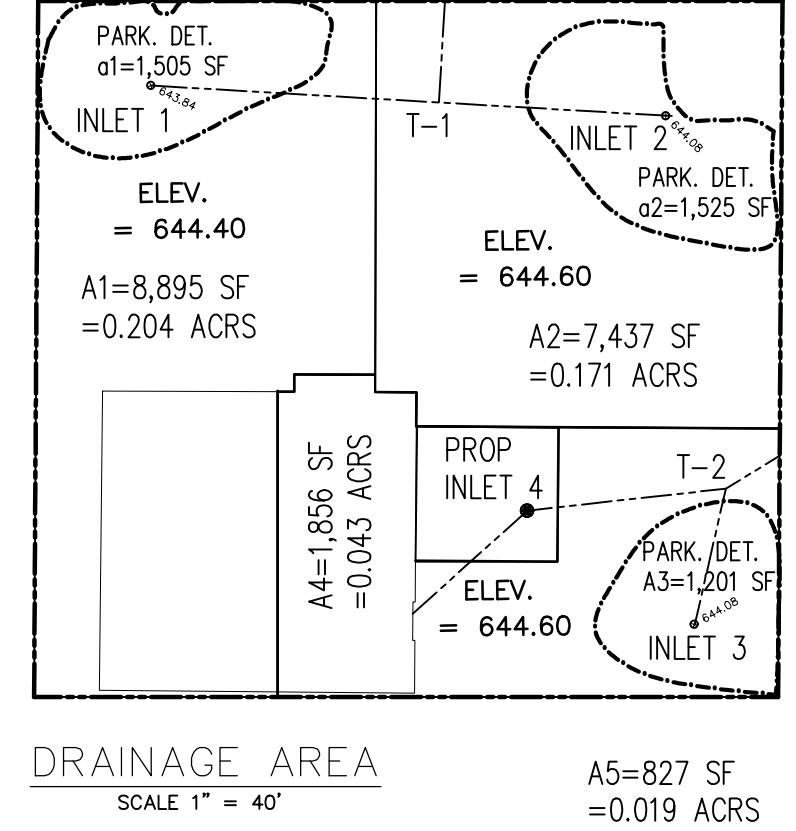 PARK. DET.
a1=1,505 SF
643.84
INLET 1
T-1
INLET 2
644.08
PARK. DET.
a2=1,525 SF
ELEV.
= 644.40
ELEV.
= 644.60
A1=8,895 SF
=0.204 ACRS
A2=7,437 SF
=0.171 ACRS
A4=1,856 SF
=0.043 ACRS
PROP
INLET 4
T-2
PARK. DET.
A3=1,201 SF
644.08
INLET 3
ELEV.
= 644.60
DRAINAGE AREA
SCALE 1" = 40'
A5=827 SF
=0.019 ACRS